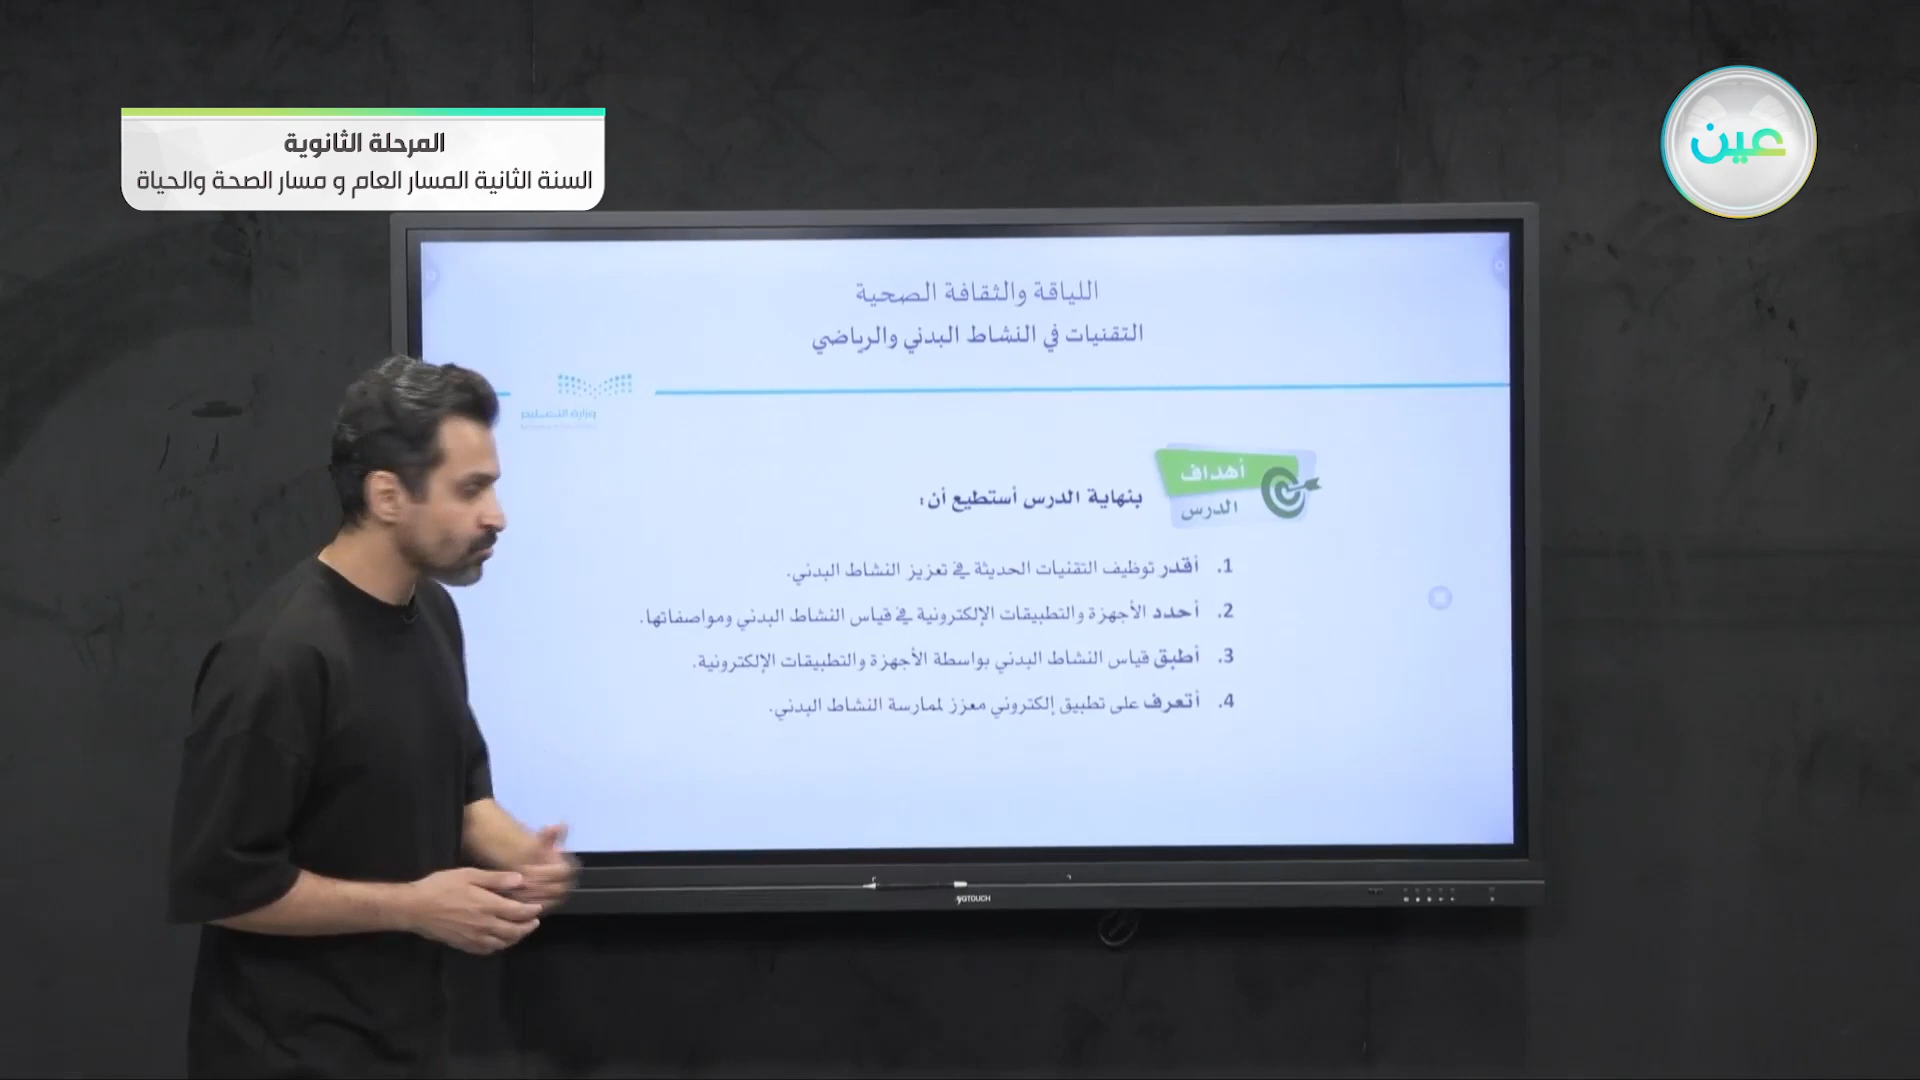 المرحلة الثانوية
السنة الثانية المسار العام و مسار الصحة والحياة
عين
اللياقة والثقافة الصحية
التقنيات في النشاط البدني والرياضي
وزارة التعليم
أهداف
الدرس
بنهاية الدرس أستطيع أن:
1. أقدر توظيف التقنيات الحديثة في تعزيز النشاط البدني.
2. أحدد الأجهزة والتطبيقات الإلكترونية في قياس النشاط البدني ومواصفاتها.
3. أطبق قياس النشاط البدني بواسطة الأجهزة والتطبيقات الإلكترونية.
4. أتعرف على تطبيق إلكتروني معزز لممارسة النشاط البدني.